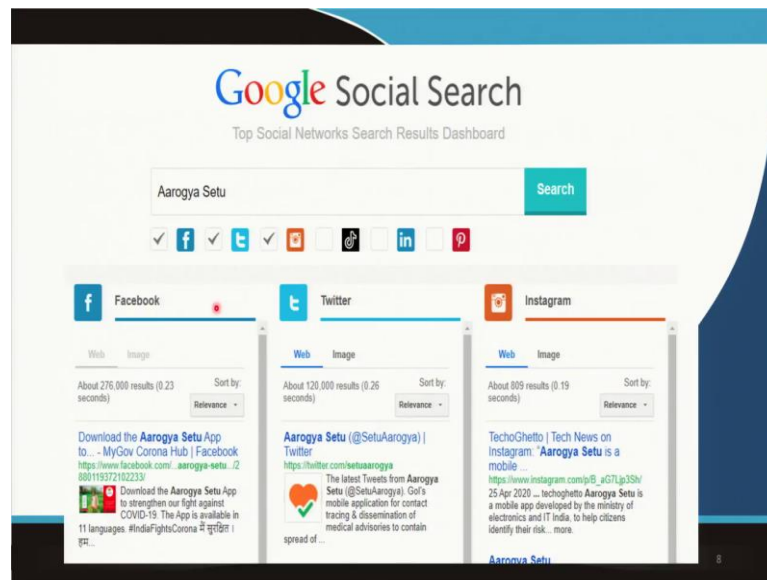 Google Social Search
Top Social Networks Search Results Dashboard
Aarogya Setu
Search
Facebook
Web Image
About 276,000 results (0.23
seconds)
Sort by:
Relevance
Download the Aarogya Setu App
to... - MyGov Corona Hub | Facebook
https://www.facebook.com/...aarogya-setu.../2
880119372102233/
Download the Aarogya Setu App
to strengthen our fight against
COVID-19. The App is available in
11 languages. #IndiaFightsCorona में सुरक्षित ।
हम...
Twitter
Web Image
About 120,000 results (0.26
seconds)
Sort by:
Relevance
Aarogya Setu (@SetuAarogya) |
Twitter
https://twitter.com/setuaarogya
The latest Tweets from Aarogya
Setu (@SetuAarogya). GoI's
mobile application for contact
tracing & dissemination of
medical advisories to contain
spread of ...
Instagram
Web Image
About 809 results (0.19
seconds)
Sort by:
Relevance
TechoGhetto | Tech News on
Instagram: "Aarogya Setu is a
mobile ...
https://www.instagram.com/p/B_aG7Ljp3Sh/
25 Apr 2020 ... techoghetto Aarogya Setu is
a mobile app developed by the ministry of
electronics and IT India, to help citizens
identify their risk... more.
Aarogya Setu
8